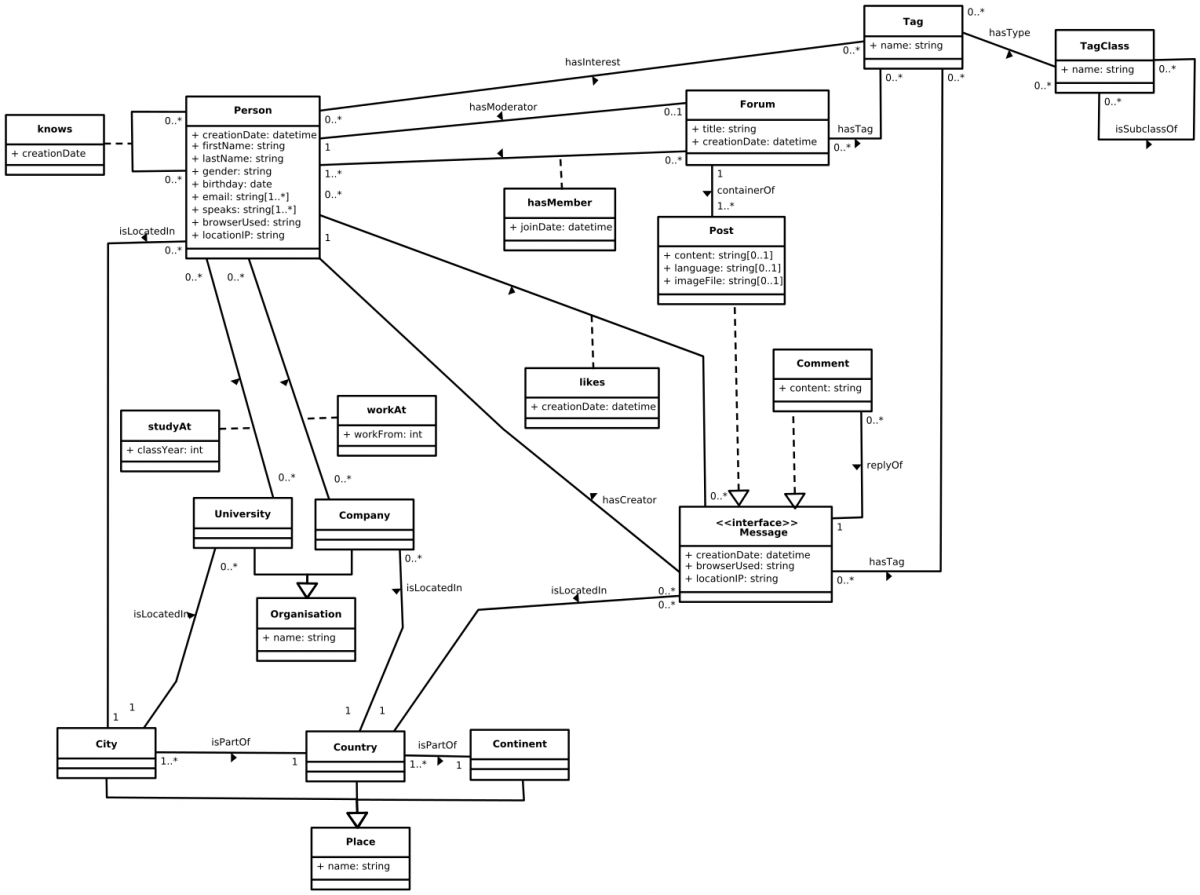 Tag
+ name: string
0..*
hasType
TagClass
+ name: string
0..*
0..*
0..*
isSubclassOf
0..*
0..*
0..*
hasInterest
Person
+ creationDate: datetime
+ firstName: string
+ lastName: string
+ gender: string
+ birthday: date
+ email: string[1..*]
+ speaks: string[1..*]
+ browserUsed: string
+ locationIP: string
0..*
0..*
knows
+ creationDate
0..*
hasModerator
1
0..1
Forum
+ title: string
+ creationDate: datetime
hasTag
0..*
1..*
0..*
0..*
1
hasMember
+ joinDate: datetime
1
containerOf
1..*
Post
+ content: string[0..1]
+ language: string[0..1]
+ imageFile: string[0..1]
isLocatedIn
0..*
0..*
0..*
likes
+ creationDate: datetime
Comment
+ content: string
0..*
replyOf
1
studyAt
+ classYear: int
workAt
+ workFrom: int
0..*
0..*
University
Company
hasCreator
0..*
<<interface>>
Message
+ creationDate: datetime
+ browserUsed: string
+ locationIP: string
hasTag
0..*
0..*
0..*
isLocatedIn
0..*
isLocatedIn
0..*
isLocatedIn
Organisation
+ name: string
1
1
1
1
City
isPartOf
1..*
1
Country
isPartOf
1..*
1
Continent
Place
+ name: string